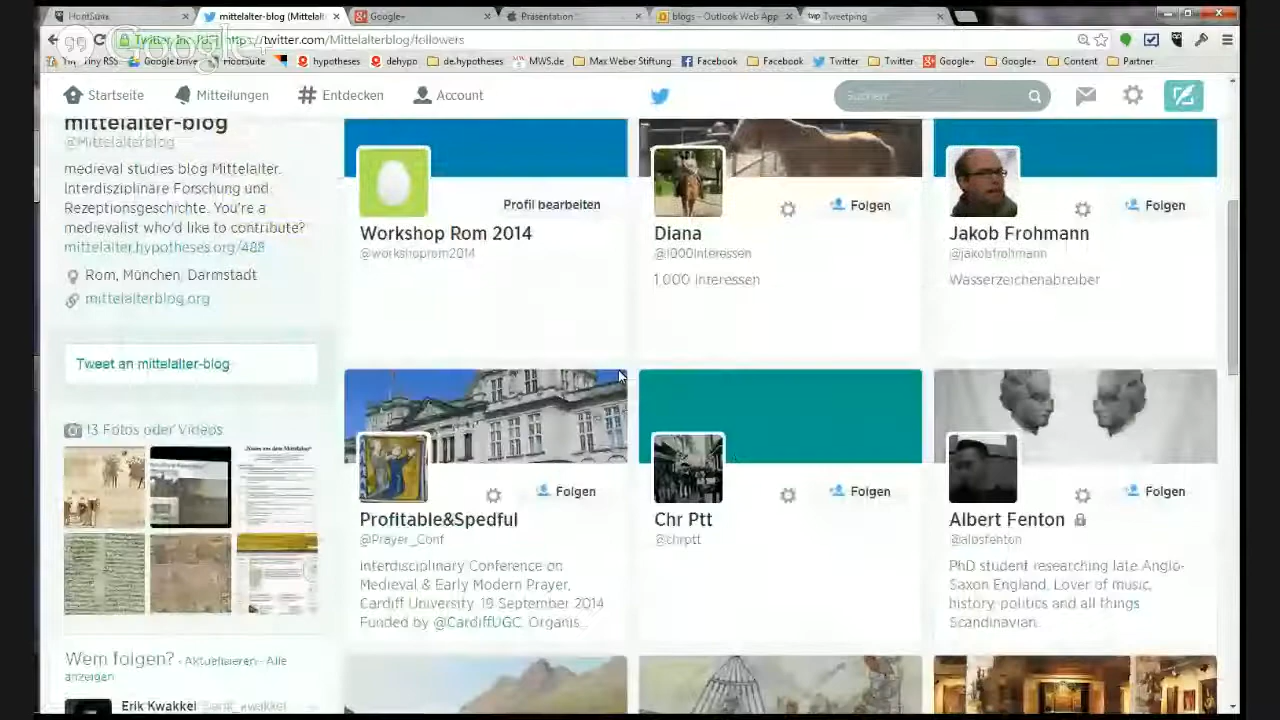 HootSuite
mittelalter-blog (Mittelalt
Google+
Präsentation
blogs - Outlook Web App
Tweetping
Google+
https://twitter.com/Mittelalterblog/followers
Tiny RSS
Google Drive
Hootsuite
hypotheses
dehypo
de.hypotheses
MWS.de
Max Weber Stiftung
Facebook
Facebook
Twitter
Twitter
Google+
Google+
Content
Partner
Startseite
Mitteilungen
Entdecken
Account
Suchen
mittelalter-blog
@Mittelalterblog
medieval studies blog Mittelalter.
Interdisziplinäre Forschung und
Rezeptionsgeschichte. You're a
medievalist who'd like to contribute?
mittelalter.hypotheses.org/488
Rom, München, Darmstadt
mittelalterblog.org
Tweet an mittelalter-blog
13 Fotos oder Videos
Wem folgen? · Aktualisieren · Alle
anzeigen
Erik Kwakkel @erik_kwakkel
Profil bearbeiten
Workshop Rom 2014
@workshoprom2014
Folgen
Diana
@1000Interessen
1.000 Interessen
Folgen
Jakob Frohmann
@jakobfrohmann
Wasserzeichenabreiber
Folgen
Profitable&Spedful
@Prayer_Conf
Interdisciplinary Conference on
Medieval & Early Modern Prayer,
Cardiff University. 19 September 2014
Funded by @CardiffUGC. Organis...
Folgen
Chr Ptt
@chrptt
Folgen
Albert Fenton
@albsfenton
PhD student researching late Anglo-
Saxon England. Lover of music,
history, politics and all things
Scandinavian.